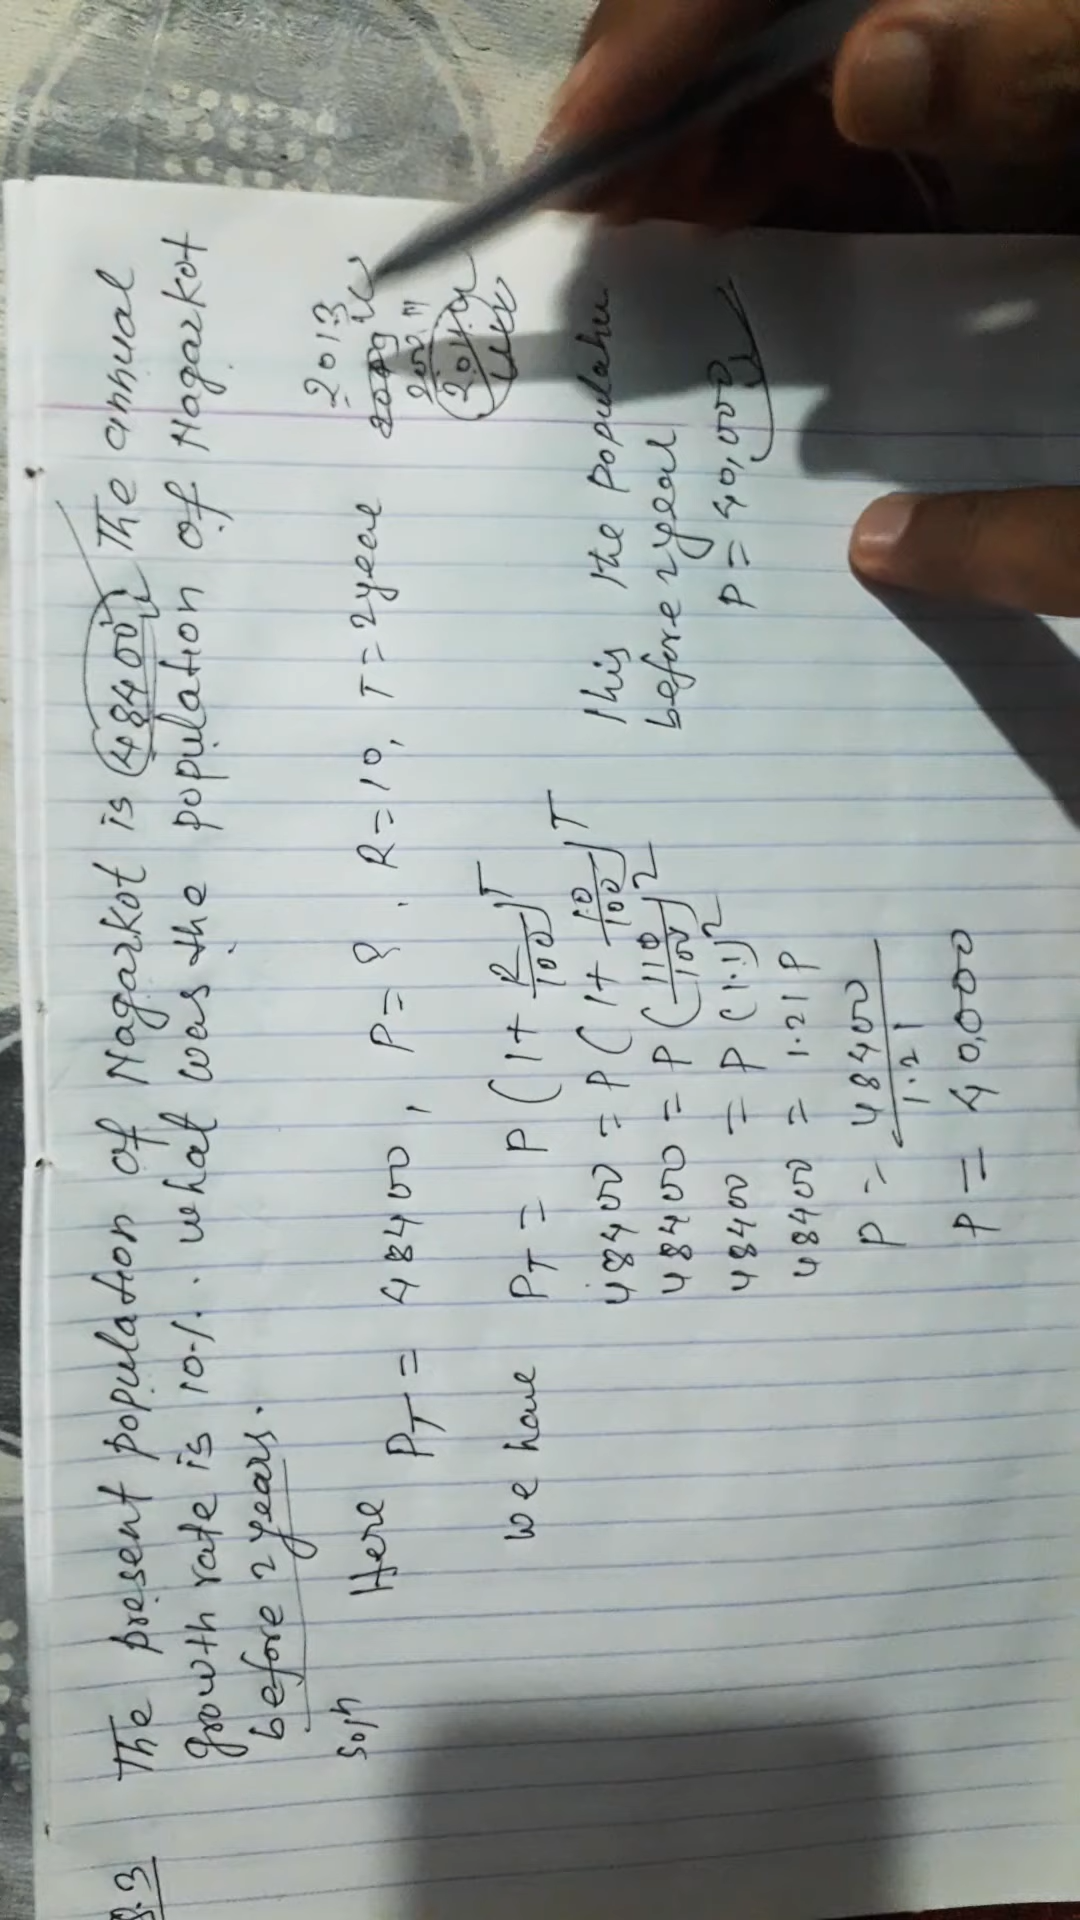 Q.3 The present population of Nagarkot is 48400. The annual
growth rate is 10%. what was the population of Nagarkot
before 2 years.
soln
Here PT = 48400, P = ?, R = 10, T = 2 year
2013
we have PT = P (1 + R/100)T
48400 = P (1 + 10/100)T
48400 = P (110/100)2
48400 = P (1.1)2
48400 = 1.21 P
P = 48400/1.21
P = 40,000
this the populahu
before 2 year
P = 40,000